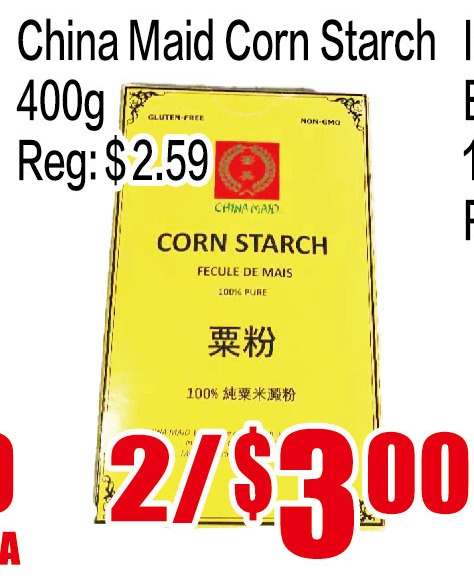 China Maid Corn Starch
400g
Reg: $2.59
GLUTEN-FREE
NON-GMO
CHINA MAID
CORN STARCH
FECULE DE MAIS
100% PURE
粟粉
100% 純粟米澱粉
2/$3.00
A